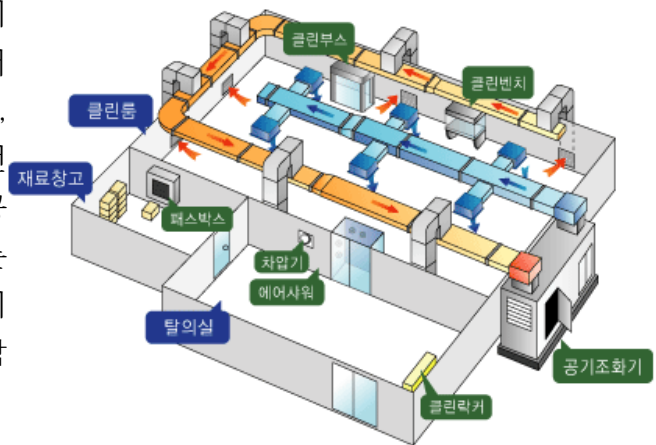 클린부스
클린벤치
클린룸
재료창고
패스박스
차압기
에어샤워
탈의실
공기조화기
클린락커